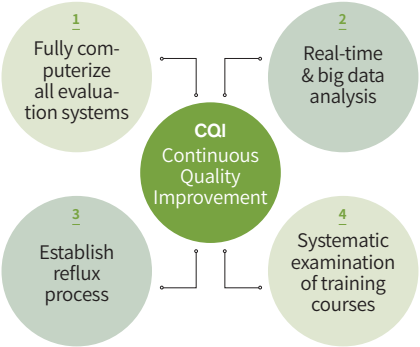 1
Fully com-
puterize
all evalua-
tion systems
2
Real-time
& big data
analysis
CQI
Continuous
Quality
Improvement
3
Establish
reflux
process
4
Systematic
examination
of training
courses